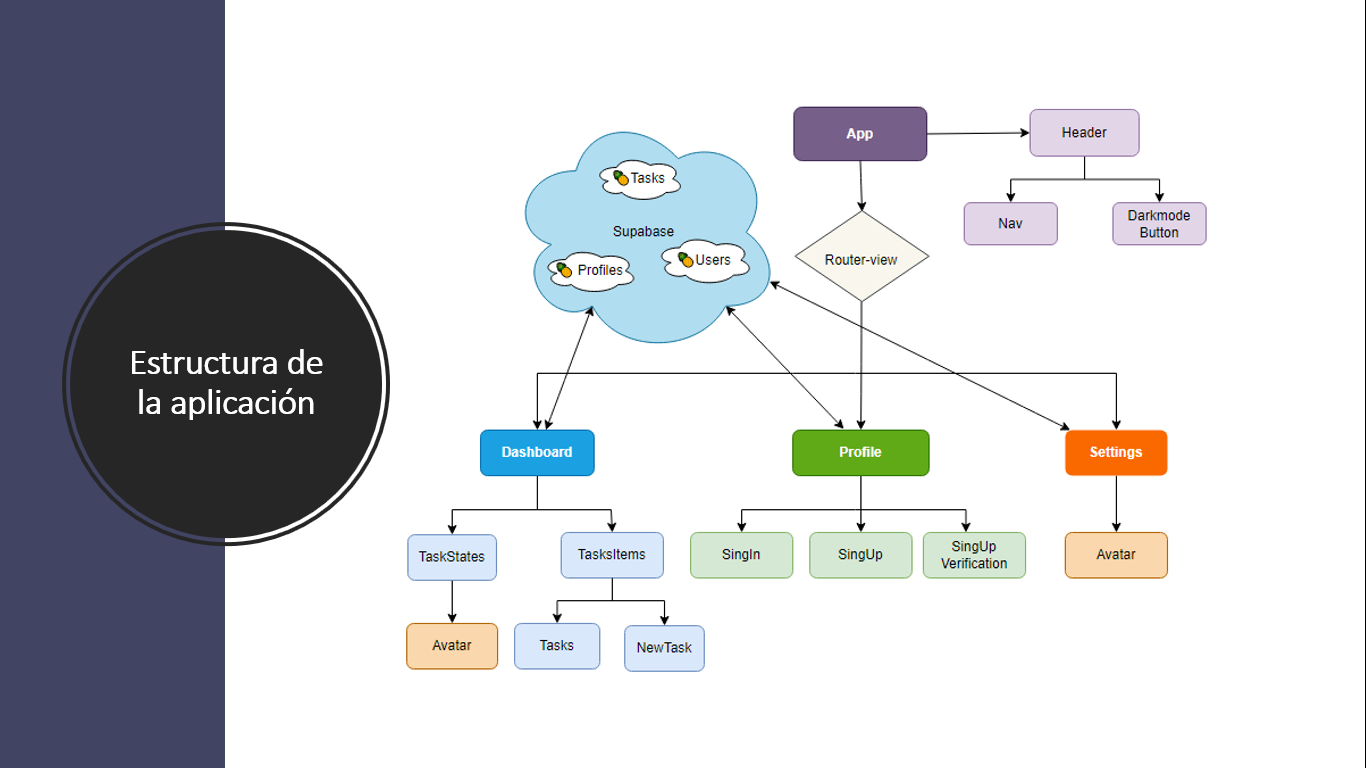 Estructura de
la aplicación
App
Header
Nav
Darkmode
Button
Router-view
Tasks
Supabase
Profiles
Users
Dashboard
Profile
Settings
TaskStates
TasksItems
SingIn
SingUp
SingUp
Verification
Avatar
Avatar
Tasks
NewTask